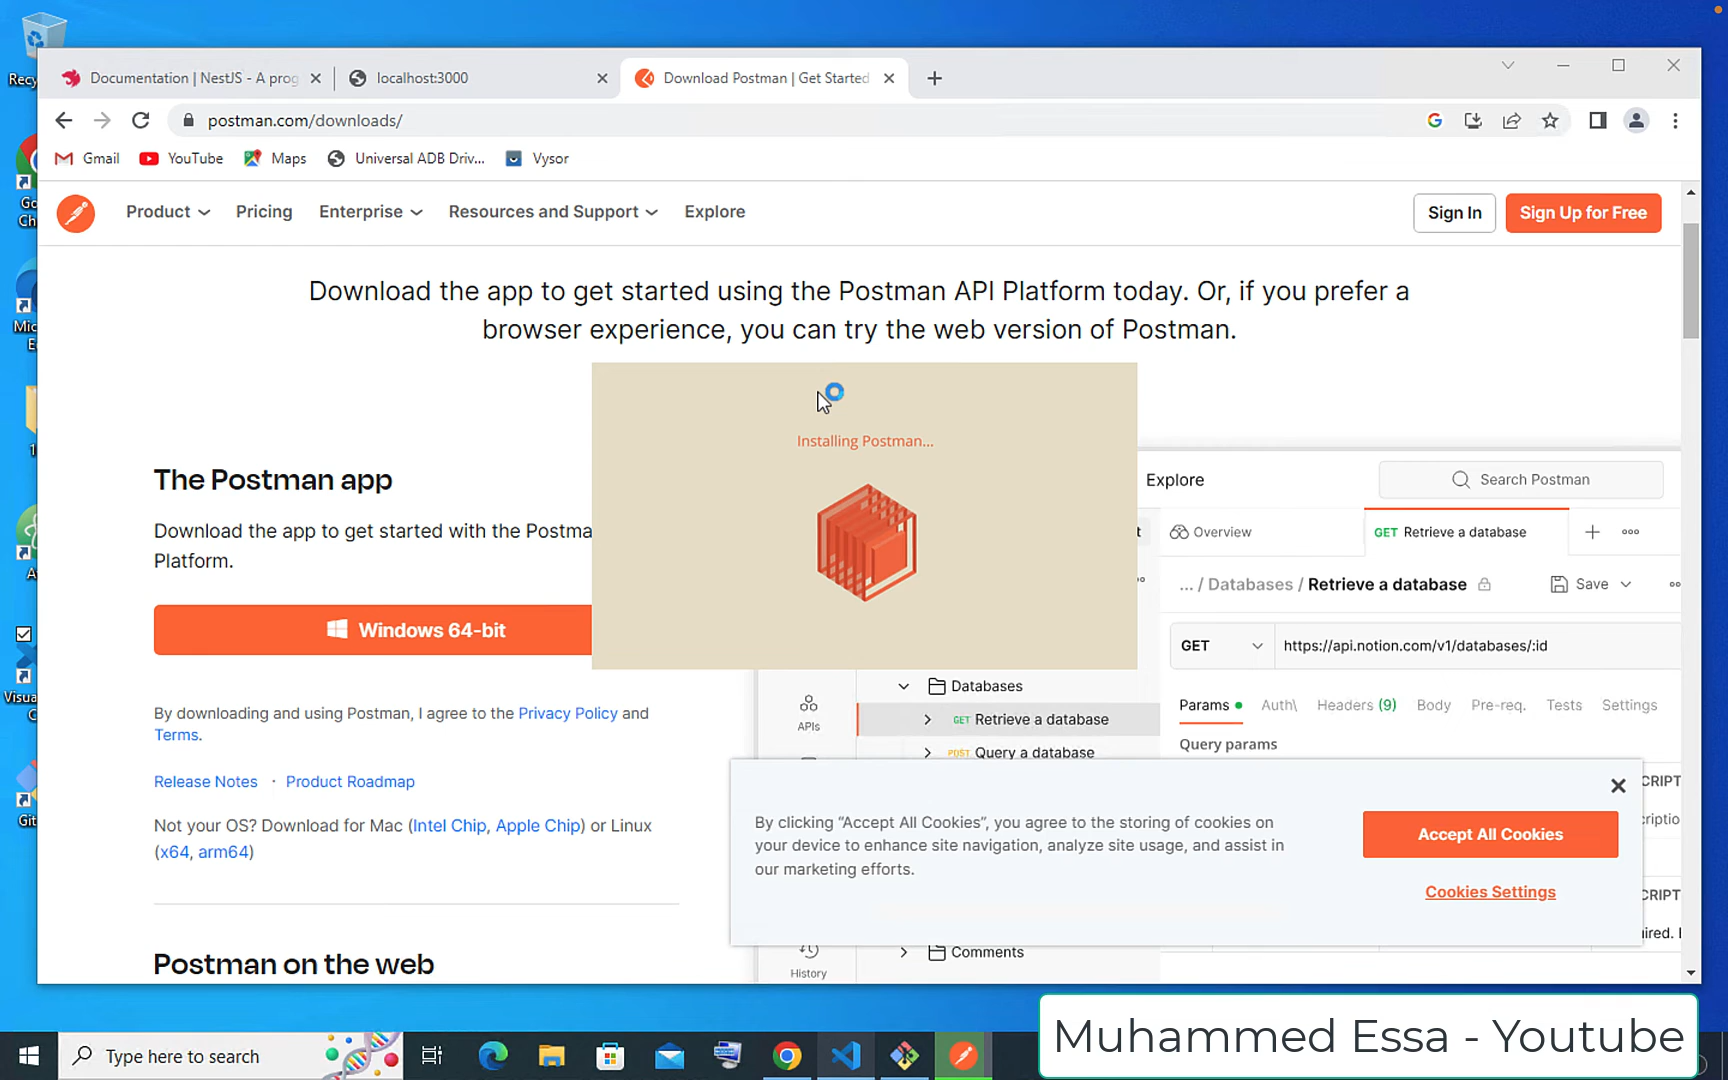 Recyc
Documentation | NestJS - A prog
localhost:3000
Download Postman | Get Started
postman.com/downloads/
Gmail
YouTube
Maps
Universal ADB Driv...
Vysor
Product
Pricing
Enterprise
Resources and Support
Explore
Sign In
Sign Up for Free
Download the app to get started using the Postman API Platform today. Or, if you prefer a
browser experience, you can try the web version of Postman.
Installing Postman...
The Postman app
Download the app to get started with the Postma
Platform.
Windows 64-bit
By downloading and using Postman, I agree to the Privacy Policy and
Terms.
Release Notes · Product Roadmap
Not your OS? Download for Mac (Intel Chip, Apple Chip) or Linux
(x64, arm64)
Postman on the web
Explore
Search Postman
Overview
GET Retrieve a database
... / Databases / Retrieve a database
Save
GET
https://api.notion.com/v1/databases/:id
Params
Auth\
Headers (9)
Body
Pre-req.
Tests
Settings
Query params
APIs
Databases
GET Retrieve a database
POST Query a database
By clicking “Accept All Cookies”, you agree to the storing of cookies on
your device to enhance site navigation, analyze site usage, and assist in
our marketing efforts.
Accept All Cookies
Cookies Settings
CRIPT
criptio
CRIPT
ired. I
Comments
History
Go
Ch
Mic
E
Visua
C
Git
Type here to search
Muhammed Essa - Youtube